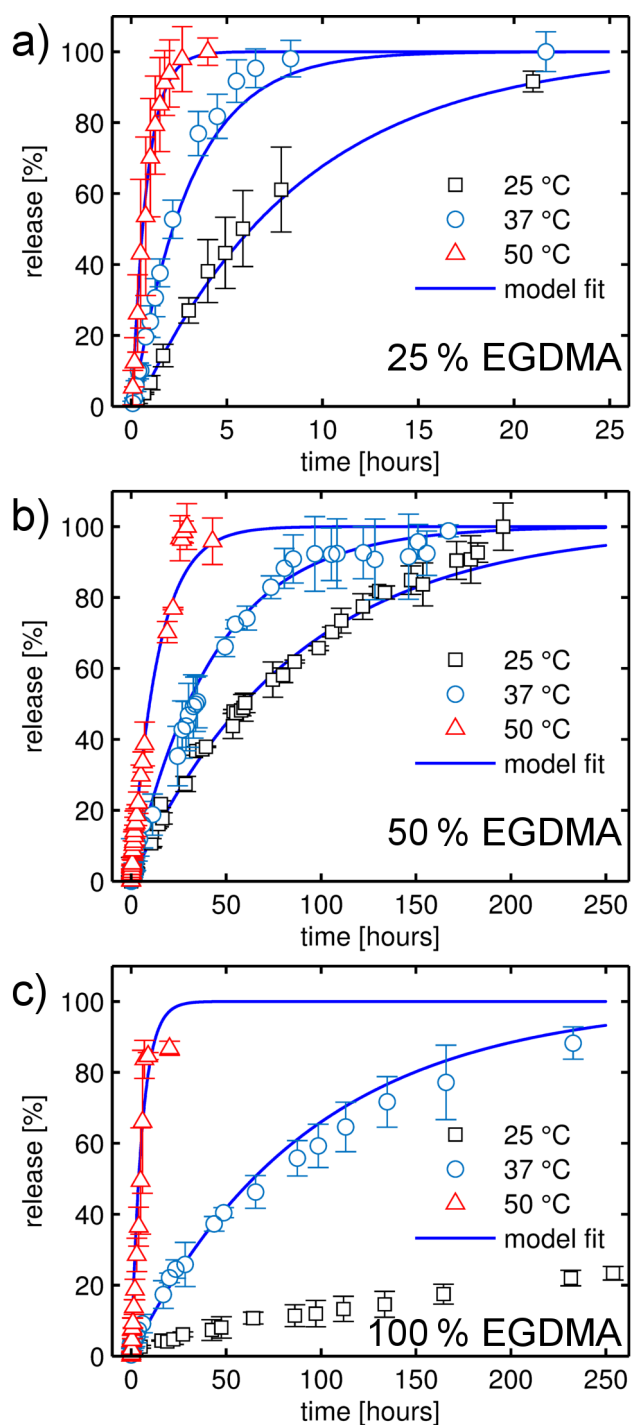 a)
release [%]
100
80
60
40
20
0
25 °C
37 °C
50 °C
model fit
25 % EGDMA
0 5 10 15 20 25
time [hours]
b)
release [%]
100
80
60
40
20
0
25 °C
37 °C
50 °C
model fit
50 % EGDMA
0 50 100 150 200 250
time [hours]
c)
release [%]
100
80
60
40
20
0
25 °C
37 °C
50 °C
model fit
100 % EGDMA
0 50 100 150 200 250
time [hours]